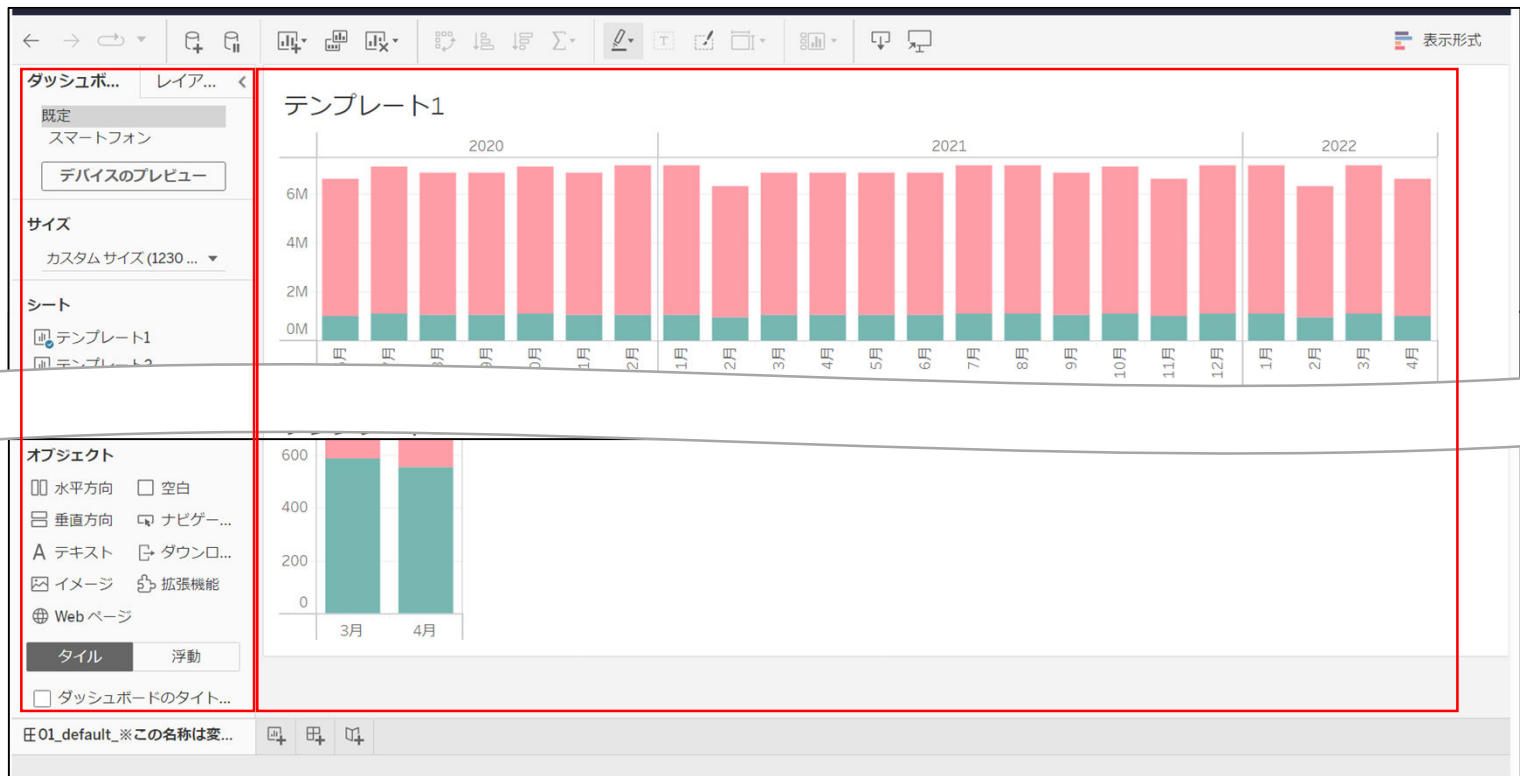 表示形式
ダッシュボ... レイア...
既定
スマートフォン
デバイスのプレビュー
サイズ
カスタム サイズ (1230 ...
シート
テンプレート1
テンプレート1
2020 2021 2022
6M
4M
2M
0M
9月 1月 2月 3月 4月 5月 6月 7月 8月 9月 10月 11月 12月 1月 2月 3月 4月
オブジェクト
水平方向 空白
垂直方向 ナビゲー...
テキスト ダウンロ...
イメージ 拡張機能
Web ページ
タイル 浮動
ダッシュボードのタイト...
600
400
200
0
3月 4月
01_default_※この名称は変...